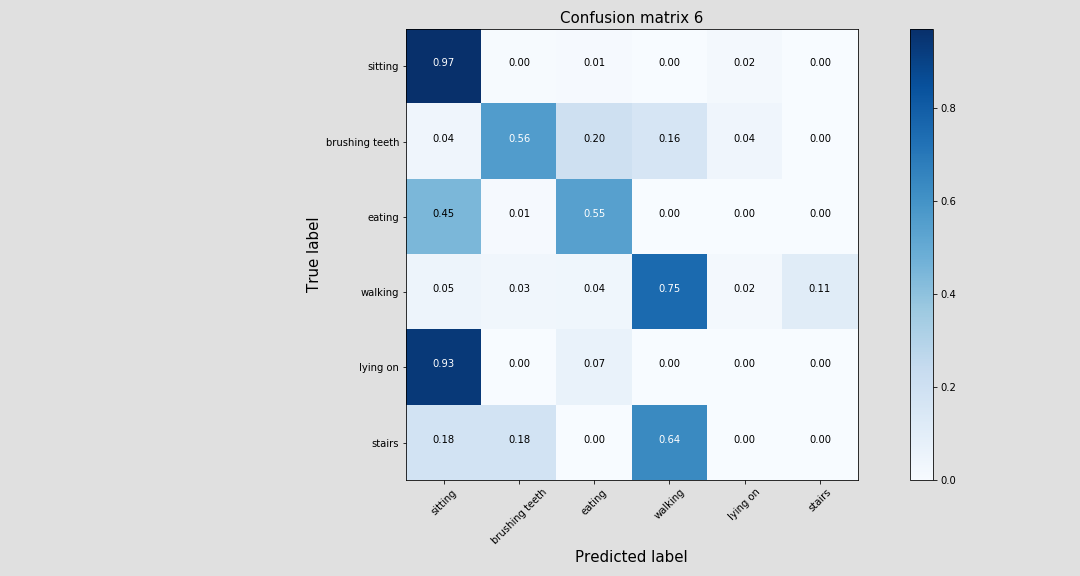 Confusion matrix 6
sitting 0.97 0.00 0.01 0.00 0.02 0.00
brushing teeth 0.04 0.56 0.20 0.16 0.04 0.00
eating 0.45 0.01 0.55 0.00 0.00 0.00
walking 0.05 0.03 0.04 0.75 0.02 0.11
lying on 0.93 0.00 0.07 0.00 0.00 0.00
stairs 0.18 0.18 0.00 0.64 0.00 0.00
True label
sitting brushing teeth eating walking lying on stairs
Predicted label
0.8
0.6
0.4
0.2
0.0